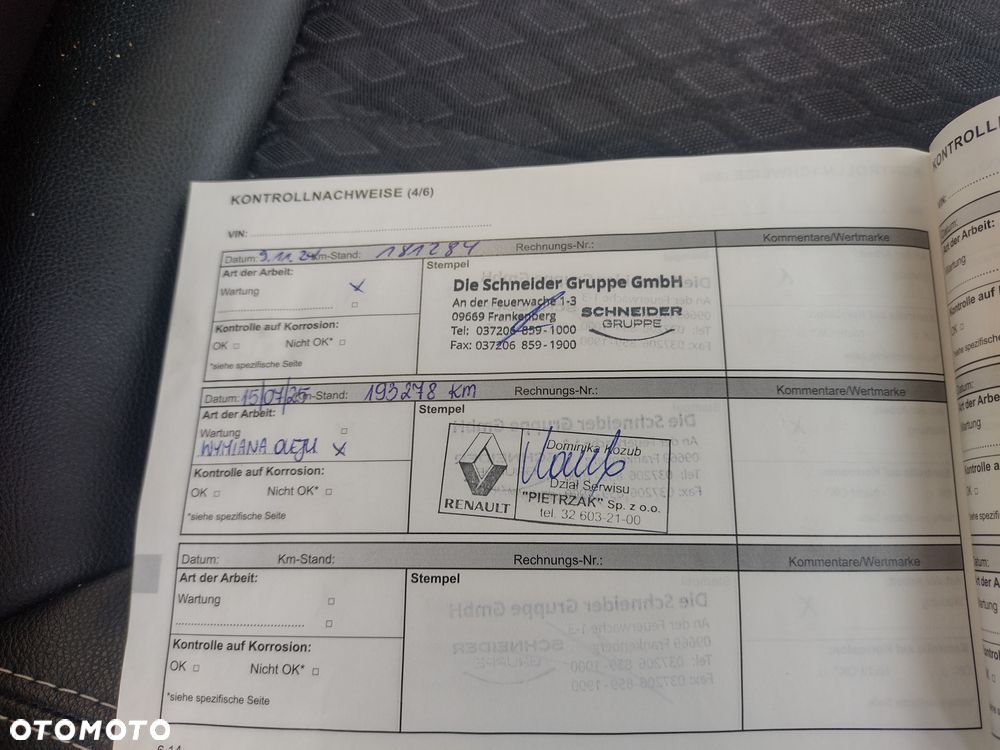 KONTROLLNACHWEISE (4/6)
VIN:
Datum: 9.11.24 Km-Stand: 181284 Rechnungs-Nr.: Kommentare/Wertmarke
Art der Arbeit:
Wartung x
Stempel
Die Schneider Gruppe GmbH
An der Feuerwache 1-3
09669 Frankenberg
Tel: 037206 859-1000
Fax: 037206 859-1900
SCHNEIDER
GRUPPE
Kontrolle auf Korrosion:
OK □ Nicht OK* □
*siehe spezifische Seite
Datum: 15/07/25 Km-Stand: 193278 KM Rechnungs-Nr.: Kommentare/Wertmarke
Art der Arbeit:
Wartung □
WYMIANA OLEJU x
Stempel
RENAULT
Dominika Kozub
Dział Serwisu
"PIETRZAK" Sp. z o.o.
tel. 32 603-21-00
Kontrolle auf Korrosion:
OK □ Nicht OK* □
*siehe spezifische Seite
Datum: Km-Stand: Rechnungs-Nr.: Kommentare/Wertmarke
Art der Arbeit:
Wartung □
Stempel
Kontrolle auf Korrosion:
OK □ Nicht OK* □
*siehe spezifische Seite
6.14
OTOMOTO